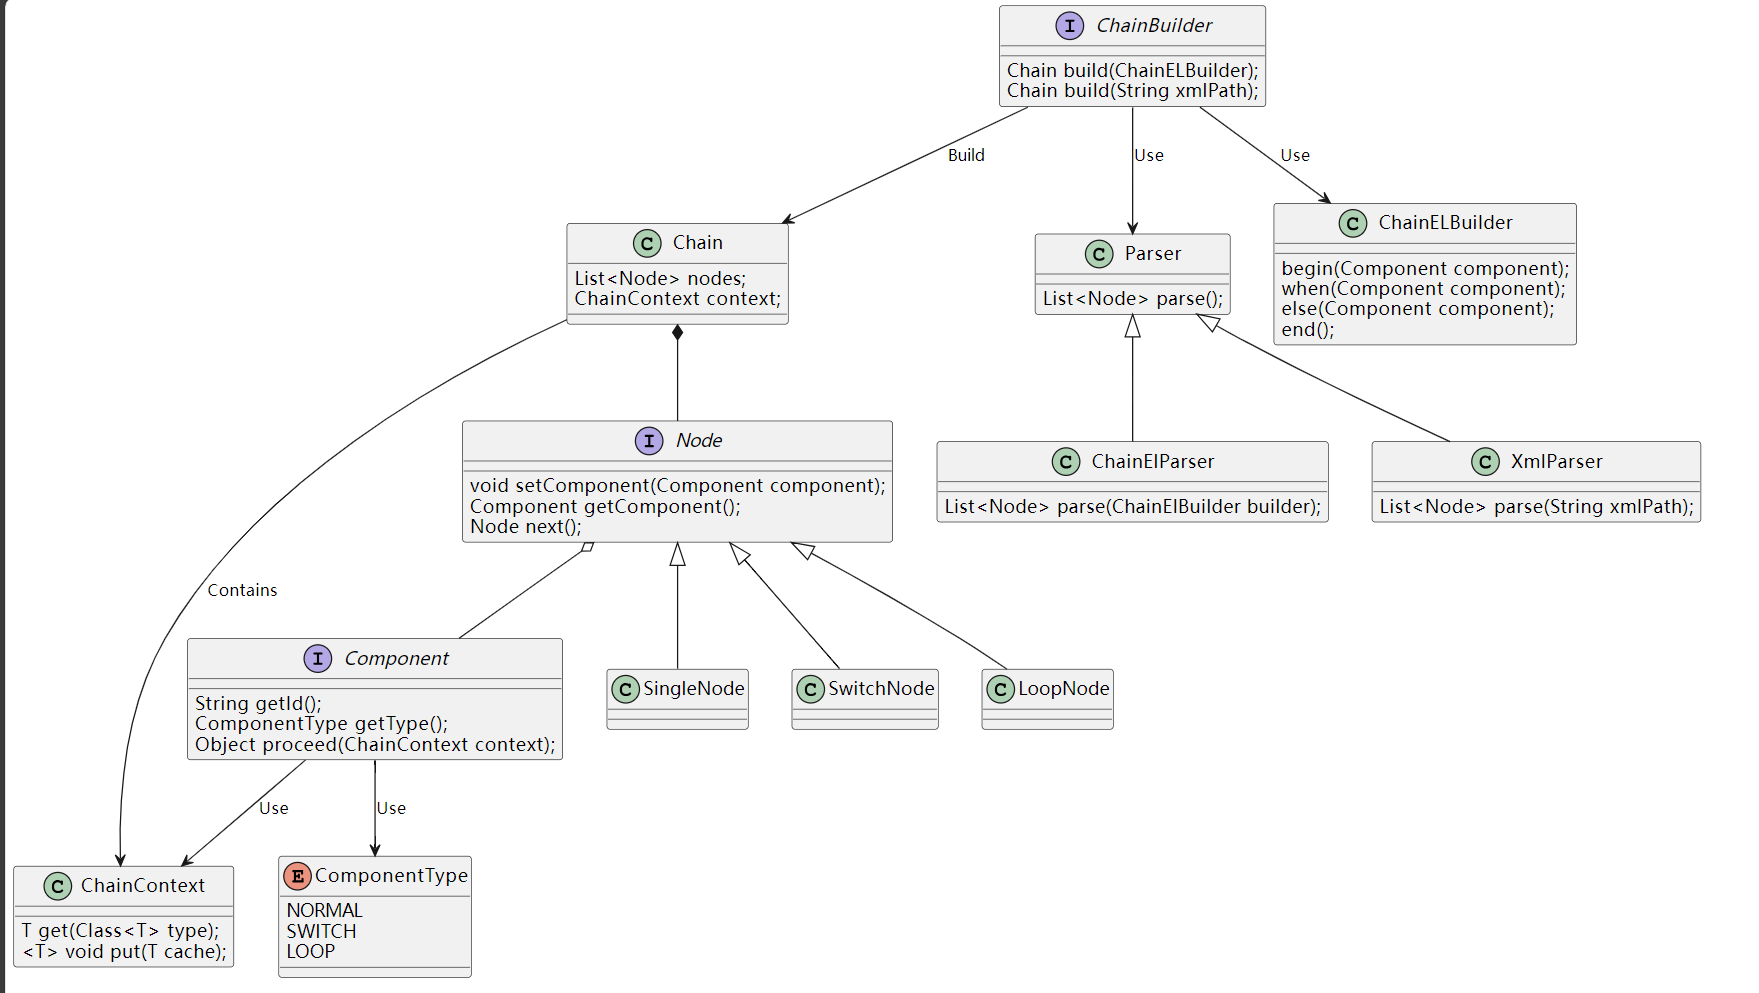 I ChainBuilder
Chain build(ChainELBuilder);
Chain build(String xmlPath);
Build
Use
Use
C Chain
List<Node> nodes;
ChainContext context;
C Parser
List<Node> parse();
C ChainELBuilder
begin(Component component);
when(Component component);
else(Component component);
end();
I Node
void setComponent(Component component);
Component getComponent();
Node next();
C ChainElParser
List<Node> parse(ChainElBuilder builder);
C XmlParser
List<Node> parse(String xmlPath);
Contains
I Component
String getId();
ComponentType getType();
Object proceed(ChainContext context);
C SingleNode
C SwitchNode
C LoopNode
Use
Use
C ChainContext
T get(Class<T> type);
<T> void put(T cache);
E ComponentType
NORMAL
SWITCH
LOOP